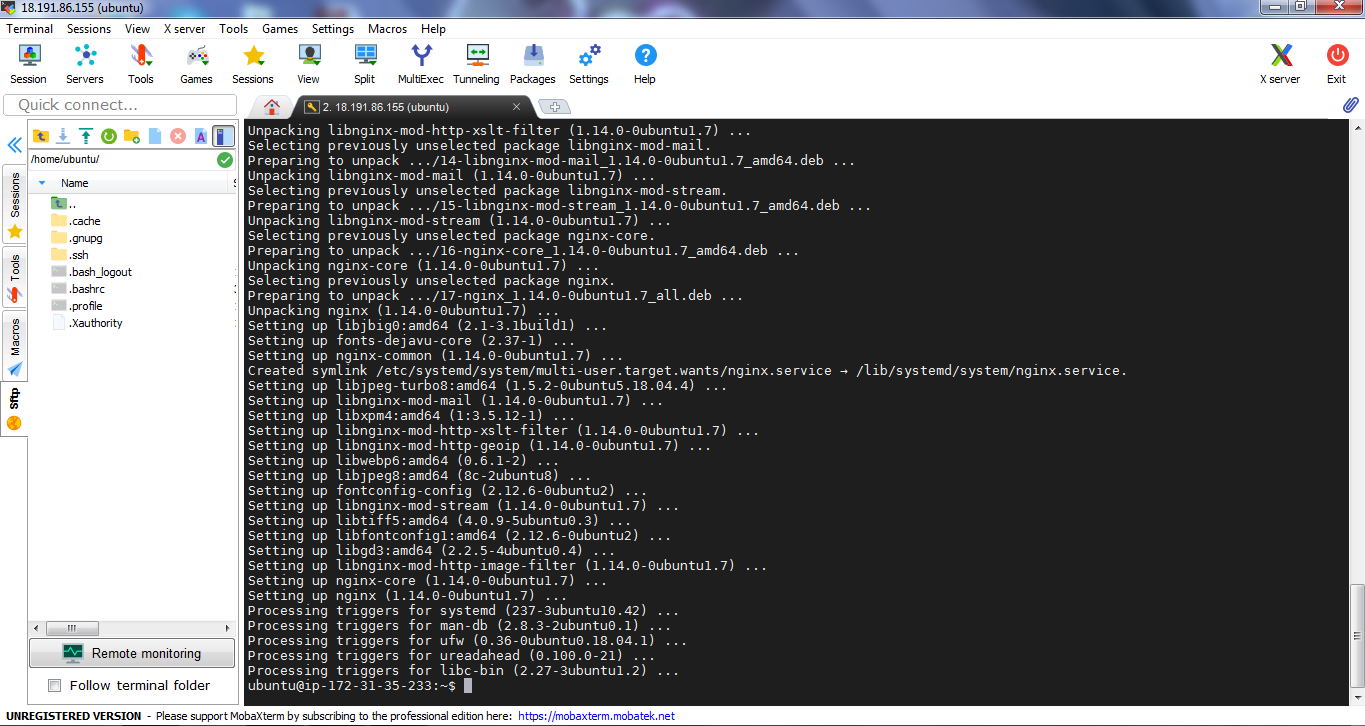 18.191.86.155 (ubuntu)
Terminal Sessions View X server Tools Games Settings Macros Help
Session Servers Tools Games Sessions View Split MultiExec Tunneling Packages Settings Help X server Exit
Quick connect...
2. 18.191.86.155 (ubuntu)
/home/ubuntu/
Name
..
.cache
.gnupg
.ssh
.bash_logout
.bashrc
.profile
.Xauthority
Sessions
Tools
Macros
Sftp
Remote monitoring
Follow terminal folder
Unpacking libnginx-mod-http-xslt-filter (1.14.0-0ubuntu1.7) ...
Selecting previously unselected package libnginx-mod-mail.
Preparing to unpack .../14-libnginx-mod-mail_1.14.0-0ubuntu1.7_amd64.deb ...
Unpacking libnginx-mod-mail (1.14.0-0ubuntu1.7) ...
Selecting previously unselected package libnginx-mod-stream.
Preparing to unpack .../15-libnginx-mod-stream_1.14.0-0ubuntu1.7_amd64.deb ...
Unpacking libnginx-mod-stream (1.14.0-0ubuntu1.7) ...
Selecting previously unselected package nginx-core.
Preparing to unpack .../16-nginx-core_1.14.0-0ubuntu1.7_amd64.deb ...
Unpacking nginx-core (1.14.0-0ubuntu1.7) ...
Selecting previously unselected package nginx.
Preparing to unpack .../17-nginx_1.14.0-0ubuntu1.7_all.deb ...
Unpacking nginx (1.14.0-0ubuntu1.7) ...
Setting up libjbig0:amd64 (2.1-3.1build1) ...
Setting up fonts-dejavu-core (2.37-1) ...
Setting up nginx-common (1.14.0-0ubuntu1.7) ...
Created symlink /etc/systemd/system/multi-user.target.wants/nginx.service → /lib/systemd/system/nginx.service.
Setting up libjpeg-turbo8:amd64 (1.5.2-0ubuntu5.18.04.4) ...
Setting up libnginx-mod-mail (1.14.0-0ubuntu1.7) ...
Setting up libxpm4:amd64 (1:3.5.12-1) ...
Setting up libnginx-mod-http-xslt-filter (1.14.0-0ubuntu1.7) ...
Setting up libnginx-mod-http-geoip (1.14.0-0ubuntu1.7) ...
Setting up libwebp6:amd64 (0.6.1-2) ...
Setting up libjpeg8:amd64 (8c-2ubuntu8) ...
Setting up fontconfig-config (2.12.6-0ubuntu2) ...
Setting up libnginx-mod-stream (1.14.0-0ubuntu1.7) ...
Setting up libtiff5:amd64 (4.0.9-5ubuntu0.3) ...
Setting up libfontconfig1:amd64 (2.12.6-0ubuntu2) ...
Setting up libgd3:amd64 (2.2.5-4ubuntu0.4) ...
Setting up libnginx-mod-http-image-filter (1.14.0-0ubuntu1.7) ...
Setting up nginx-core (1.14.0-0ubuntu1.7) ...
Setting up nginx (1.14.0-0ubuntu1.7) ...
Processing triggers for systemd (237-3ubuntu10.42) ...
Processing triggers for man-db (2.8.3-2ubuntu0.1) ...
Processing triggers for ufw (0.36-0ubuntu0.18.04.1) ...
Processing triggers for ureadahead (0.100.0-21) ...
Processing triggers for libc-bin (2.27-3ubuntu1.2) ...
ubuntu@ip-172-31-35-233:~$
UNREGISTERED VERSION - Please support MobaXterm by subscribing to the professional edition here: https://mobaxterm.mobatek.net